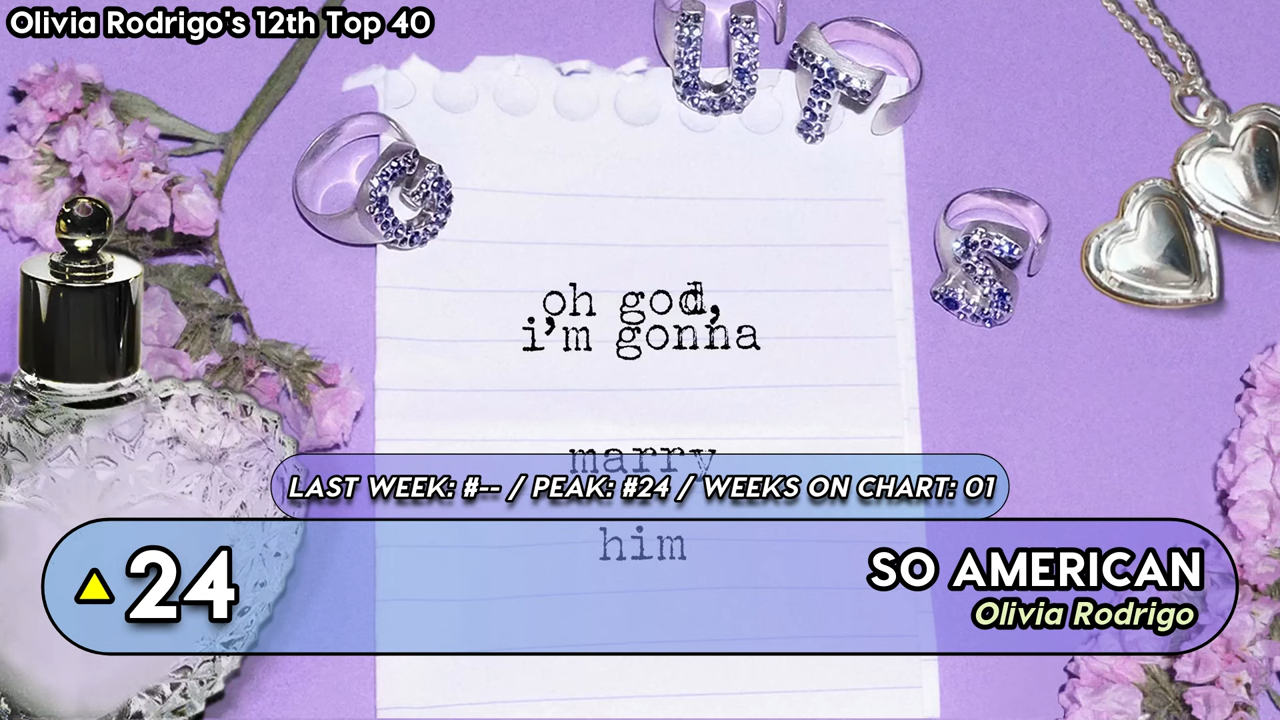 Olivia Rodrigo's 12th Top 40
G
U
T
S
oh god,
i'm gonna
marry
him
LAST WEEK: #-- / PEAK: #24 / WEEKS ON CHART: 01
24
SO AMERICAN
Olivia Rodrigo